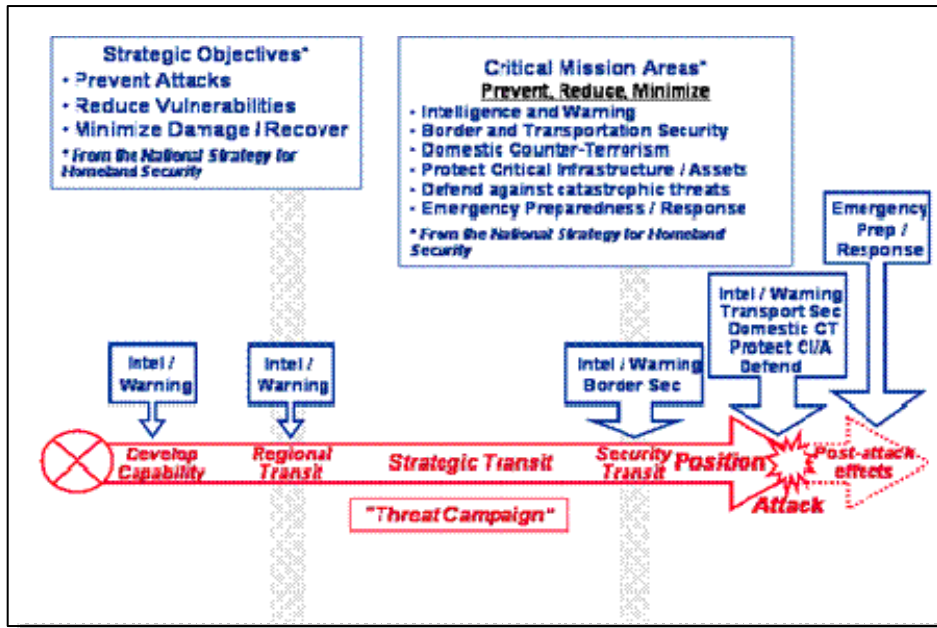 Strategic Objectives*
• Prevent Attacks
• Reduce Vulnerabilities
• Minimize Damage / Recover
* From the National Strategy for
Homeland Security
Critical Mission Areas*
Prevent, Reduce, Minimize
- Intelligence and Warning
- Border and Transportation Security
- Domestic Counter-Terrorism
- Protect Critical Infrastructure / Assets
- Defend against catastrophic threats
- Emergency Preparedness / Response
* From the National Strategy for Homeland
Security
Emergency
Prep /
Response
Intel / Warning
Transport Sec
Domestic CT
Protect CI/A
Defend
Intel /
Warning
Intel /
Warning
Intel / Warning
Border Sec
Develop
Capability
Regional
Transit
Strategic Transit
Security
Transit
Position
Attack
Post-attack
effects
"Threat Campaign"